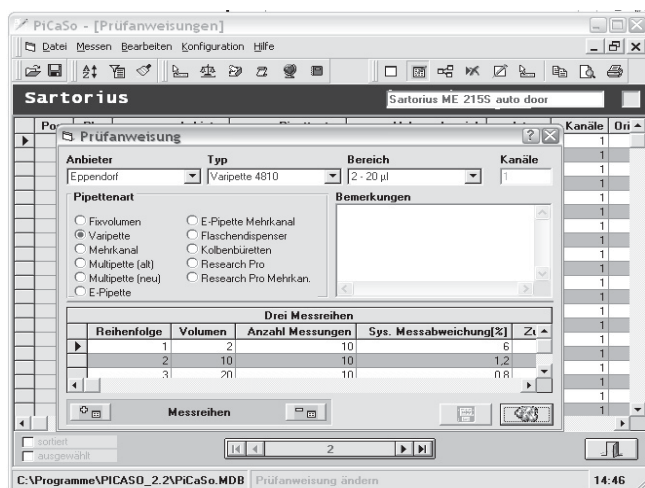 PiCaSo - [Prüfanweisungen]
Datei Messen Bearbeiten Konfiguration Hilfe
Sartorius
Sartorius ME 215S auto door
Kanäle
Prüfanweisung
Anbieter Typ Bereich Kanäle
Eppendorf Varipette 4810 2 - 20 µl 1
Pipettenart Bemerkungen
Fixvolumen E-Pipette Mehrkanal
Varipette Flaschendispenser
Mehrkanal Kolbenbüretten
Multipette (alt) Research Pro
Multipette (neu) Research Pro Mehrkan.
E-Pipette
Drei Messreihen
Reihenfolge Volumen Anzahl Messungen Sys. Messabweichung[%]
1 2 10 6
2 10 10 1,2
3 20 10 0,8
Messreihen
sortiert
ausgewählt
2
C:\Programme\PICASO_2.2\PiCaSo.MDB Prüfanweisung ändern 14:46